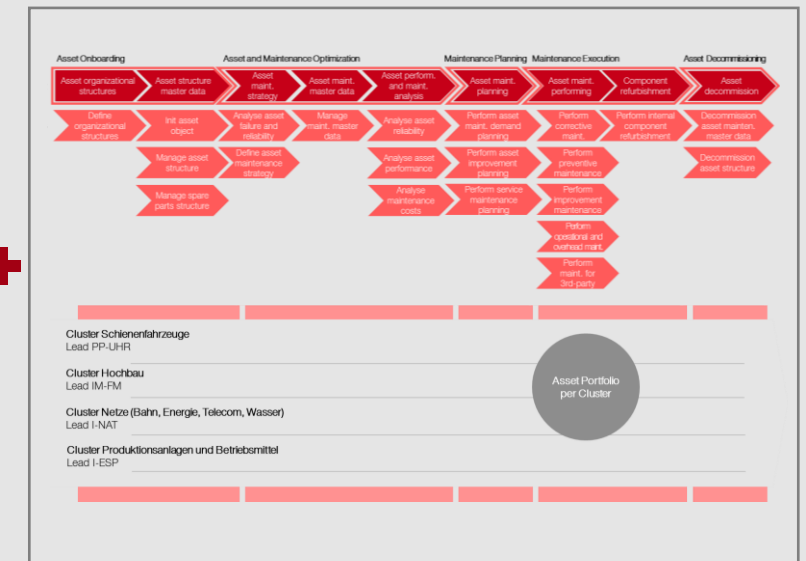 Asset Onboarding
Asset and Maintenance Optimization
Maintenance Planning
Maintenance Execution
Asset Decommissioning
Asset organizational
structures
Asset structure
master data
Asset
maint.
strategy
Asset maint.
master data
Asset perform.
and maint.
analysis
Asset maint.
planning
Asset maint.
performing
Component
refurbishment
Asset
decommission
Define
organizational
structures
Init asset
object
Analyse asset
failure and
reliability
Manage
maint. master
data
Analyse asset
reliability
Perform asset
maint. demand
planning
Perform
corrective
maint.
Perform internal
component
refurbishment
Decommission
asset mainten.
master data
Manage asset
structure
Define asset
maintenance
strategy
Analyse asset
performance
Perform asset
improvement
planning
Perform
preventive
maintenance
Decommission
asset structure
Manage spare
parts structure
Analyse
maintenance
costs
Perform service
maintenance
planning
Perform
improvement
maintenance
Perform
operational and
overhead maint.
Perform
maint. for
3rd-party
Cluster Schienenfahrzeuge
Lead PP-UHR
Cluster Hochbau
Lead IM-FM
Cluster Netze (Bahn, Energie, Telecom, Wasser)
Lead I-NAT
Cluster Produktionsanlagen und Betriebsmittel
Lead I-ESP
Asset Portfolio
per Cluster